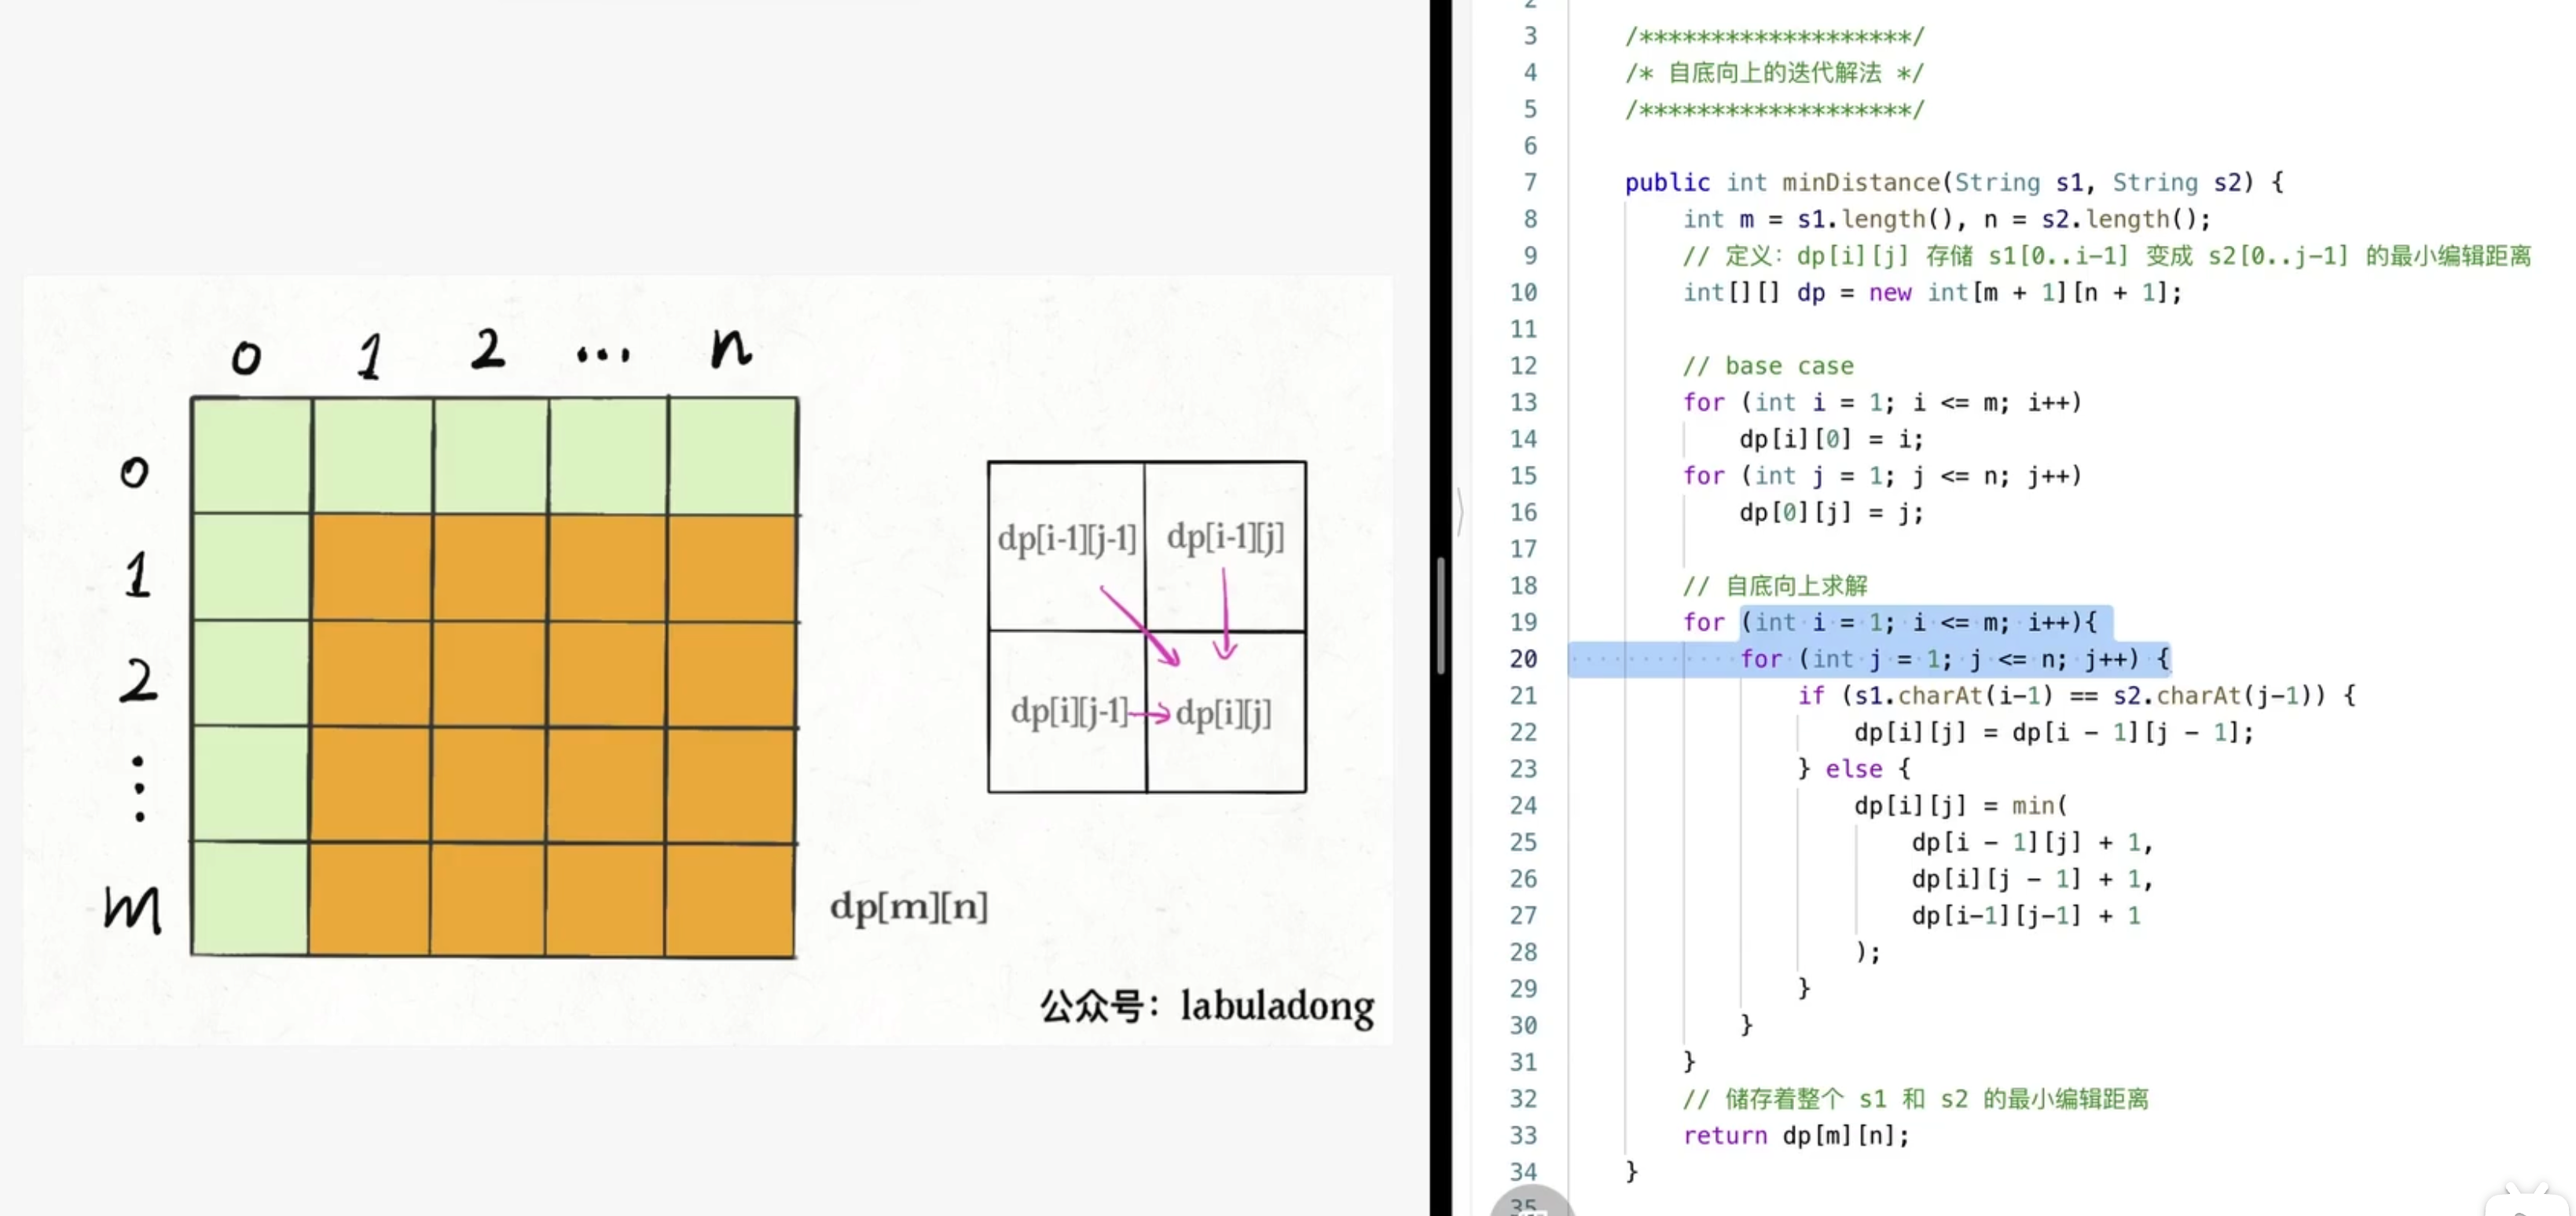 0 1 2 ... n
0
1
2
⋮
m
dp[i-1][j-1] dp[i-1][j]
dp[i][j-1] dp[i][j]
dp[m][n]
公众号：labuladong
2
3 /*******************/
4 /* 自底向上的迭代解法 */
5 /*******************/
6
7 public int minDistance(String s1, String s2) {
8 int m = s1.length(), n = s2.length();
9 // 定义：dp[i][j] 存储 s1[0..i-1] 变成 s2[0..j-1] 的最小编辑距离
10 int[][] dp = new int[m + 1][n + 1];
11
12 // base case
13 for (int i = 1; i <= m; i++)
14 dp[i][0] = i;
15 for (int j = 1; j <= n; j++)
16 dp[0][j] = j;
17
18 // 自底向上求解
19 for (int i = 1; i <= m; i++){
20 for (int j = 1; j <= n; j++) {
21 if (s1.charAt(i-1) == s2.charAt(j-1)) {
22 dp[i][j] = dp[i - 1][j - 1];
23 } else {
24 dp[i][j] = min(
25 dp[i - 1][j] + 1,
26 dp[i][j - 1] + 1,
27 dp[i-1][j-1] + 1
28 );
29 }
30 }
31 }
32 // 储存着整个 s1 和 s2 的最小编辑距离
33 return dp[m][n];
34 }
35